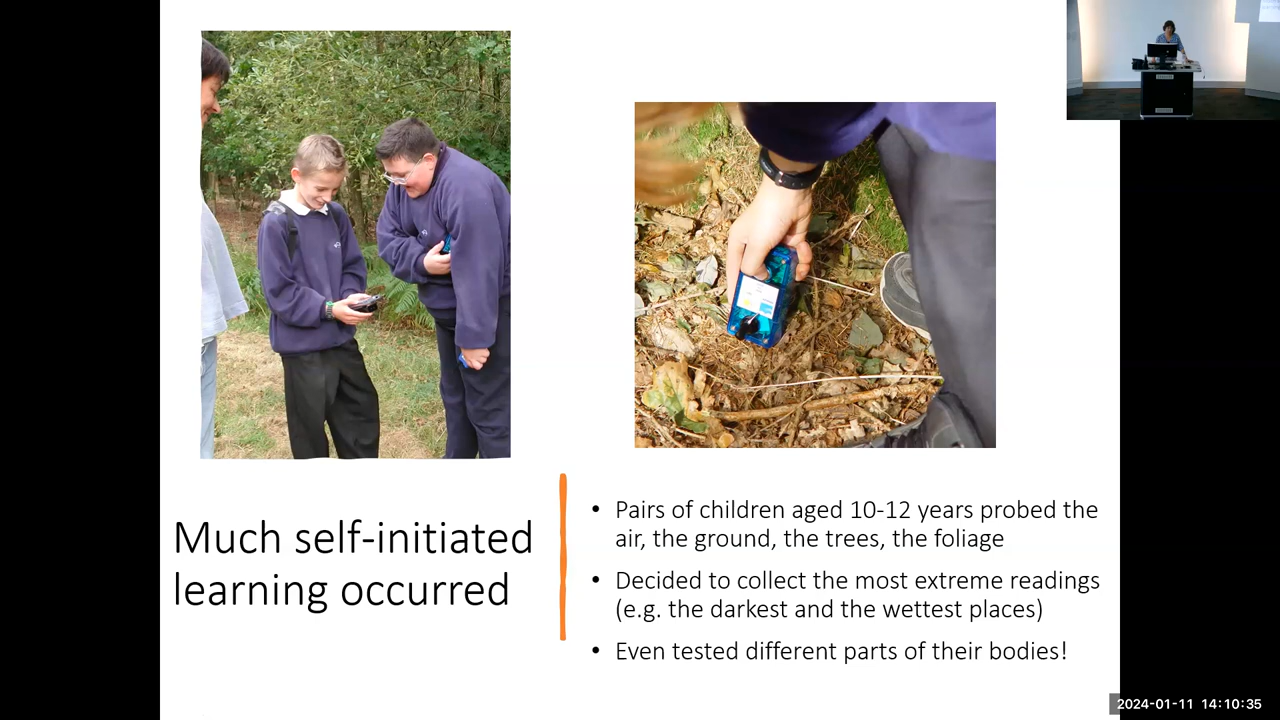 Much self-initiated
learning occurred
• Pairs of children aged 10-12 years probed the
air, the ground, the trees, the foliage
• Decided to collect the most extreme readings
(e.g. the darkest and the wettest places)
• Even tested different parts of their bodies!
2024-01-11 14:10:35